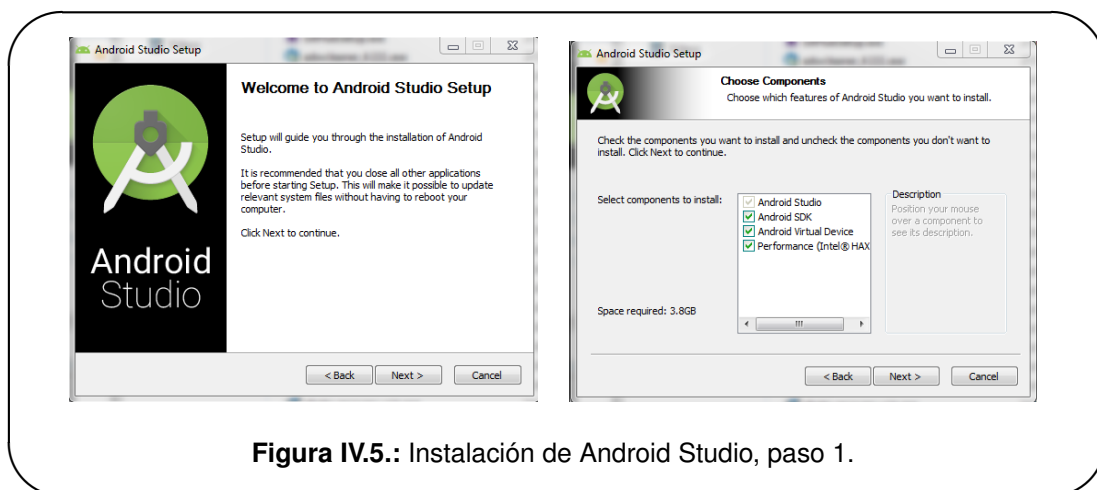 Android Studio Setup
Welcome to Android Studio Setup
Setup will guide you through the installation of Android
Studio.
It is recommended that you close all other applications
before starting Setup. This will make it possible to update
relevant system files without having to reboot your
computer.
Click Next to continue.
Android
Studio
< Back
Next >
Cancel
Android Studio Setup
Choose Components
Choose which features of Android Studio you want to install.
Check the components you want to install and uncheck the components you don't want to
install. Click Next to continue.
Select components to install:
Android Studio
Android SDK
Android Virtual Device
Performance (Intel® HAX
Description
Position your mouse
over a component to
see its description.
Space required: 3.8GB
< Back
Next >
Cancel
Figura IV.5.: Instalación de Android Studio, paso 1.